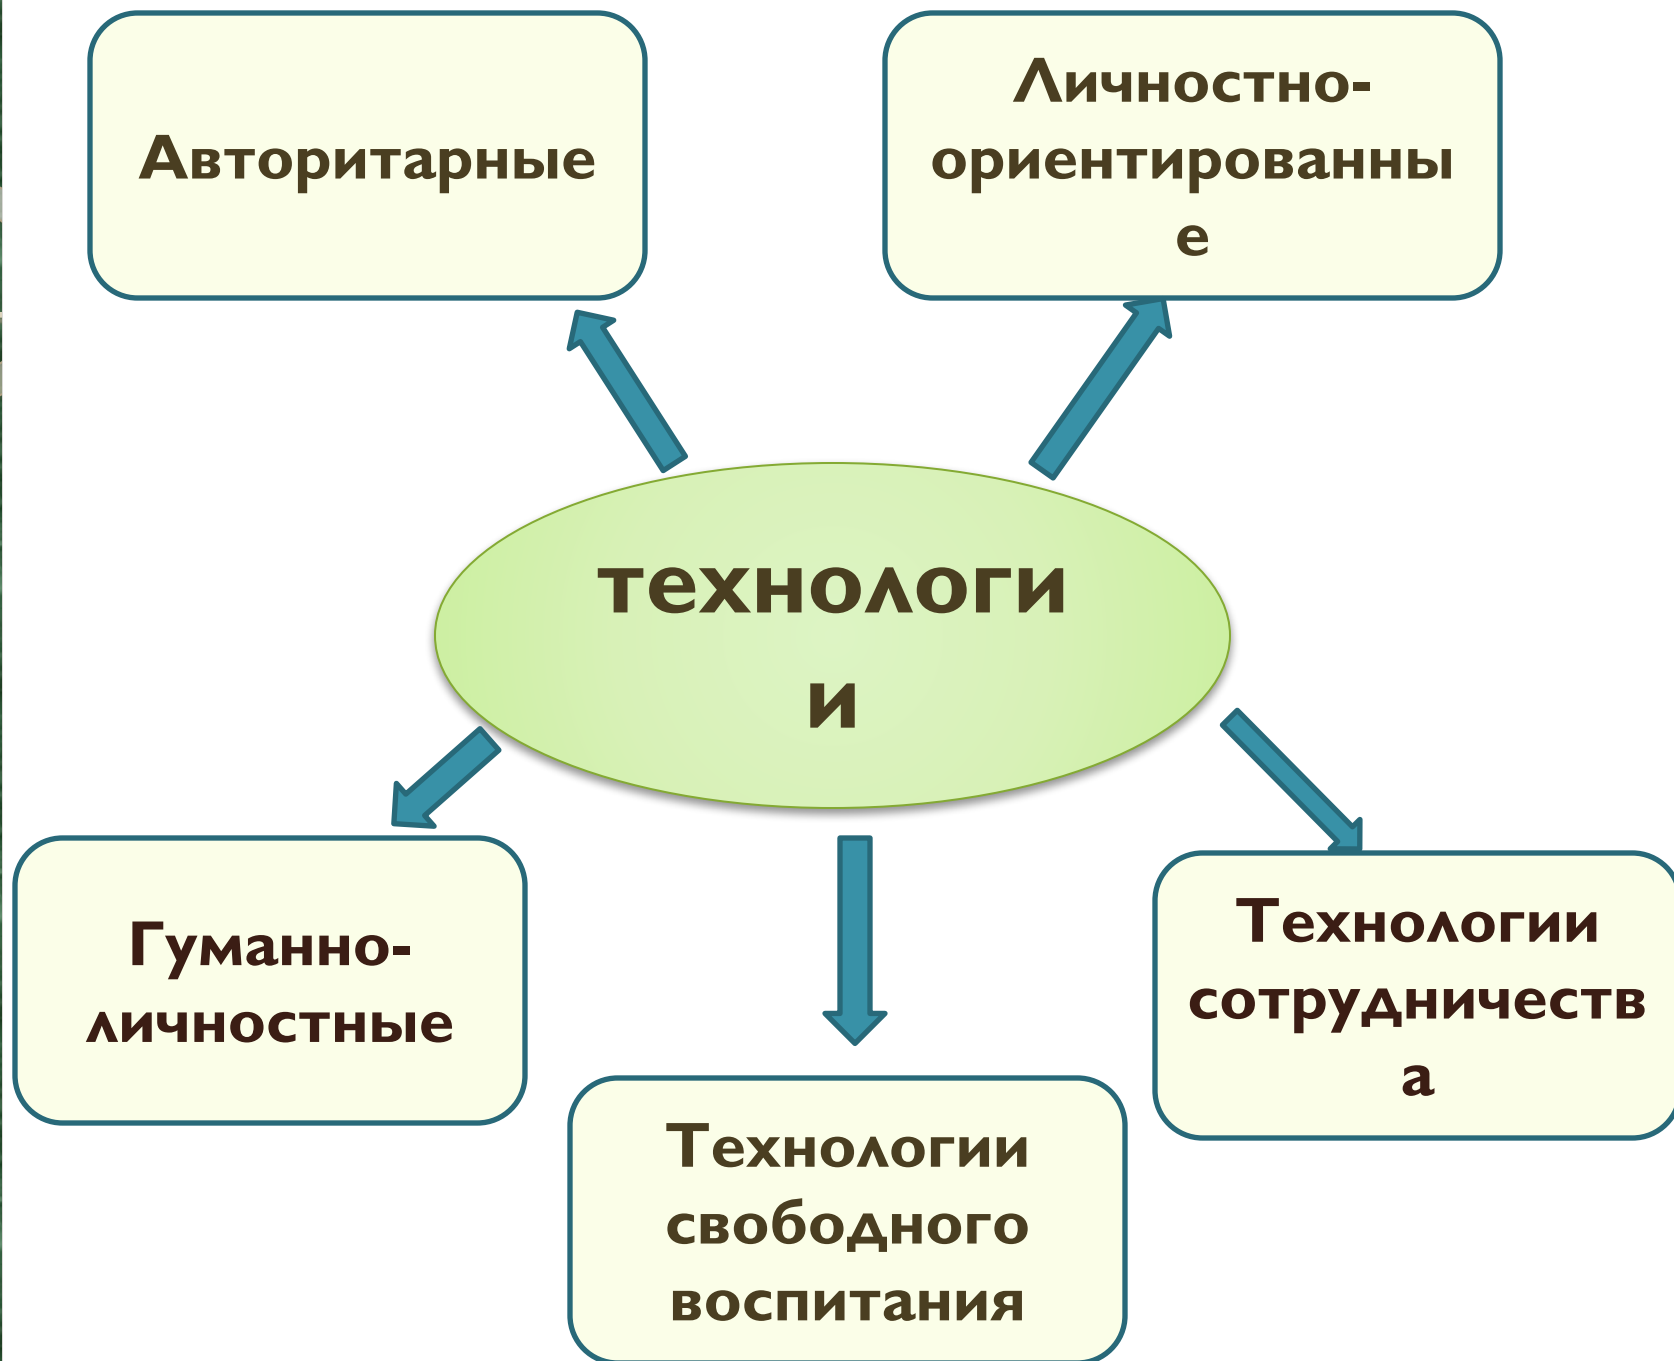 Авторитарные
Личностно-
ориентированны
е
технологи
и
Гуманно-
личностные
Технологии
сотрудничеств
а
Технологии
свободного
воспитания